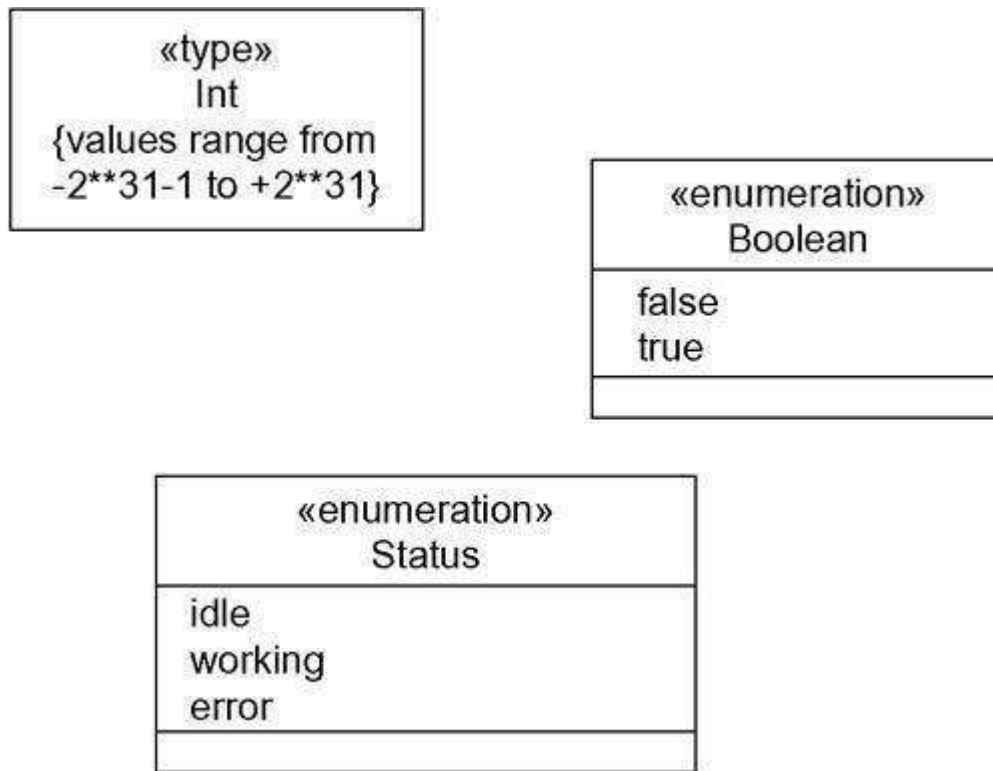 «type»
Int
{values range from
-2**31-1 to +2**31}
«enumeration»
Boolean
false
true
«enumeration»
Status
idle
working
error